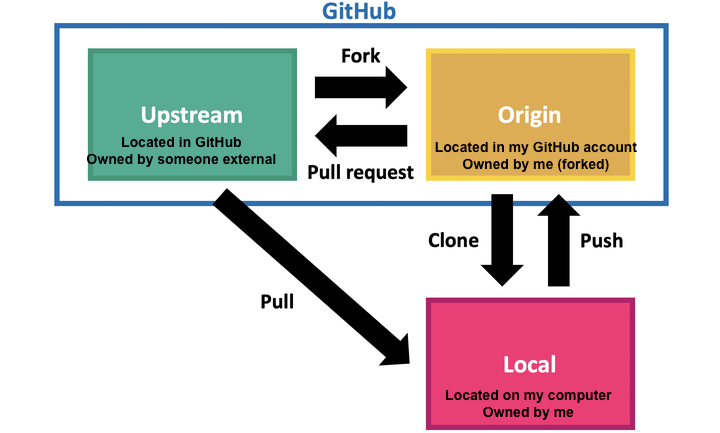 GitHub
Fork
Upstream
Located in GitHub
Owned by someone external
Origin
Located in my GitHub account
Owned by me (forked)
Pull request
Clone
Push
Pull
Local
Located on my computer
Owned by me